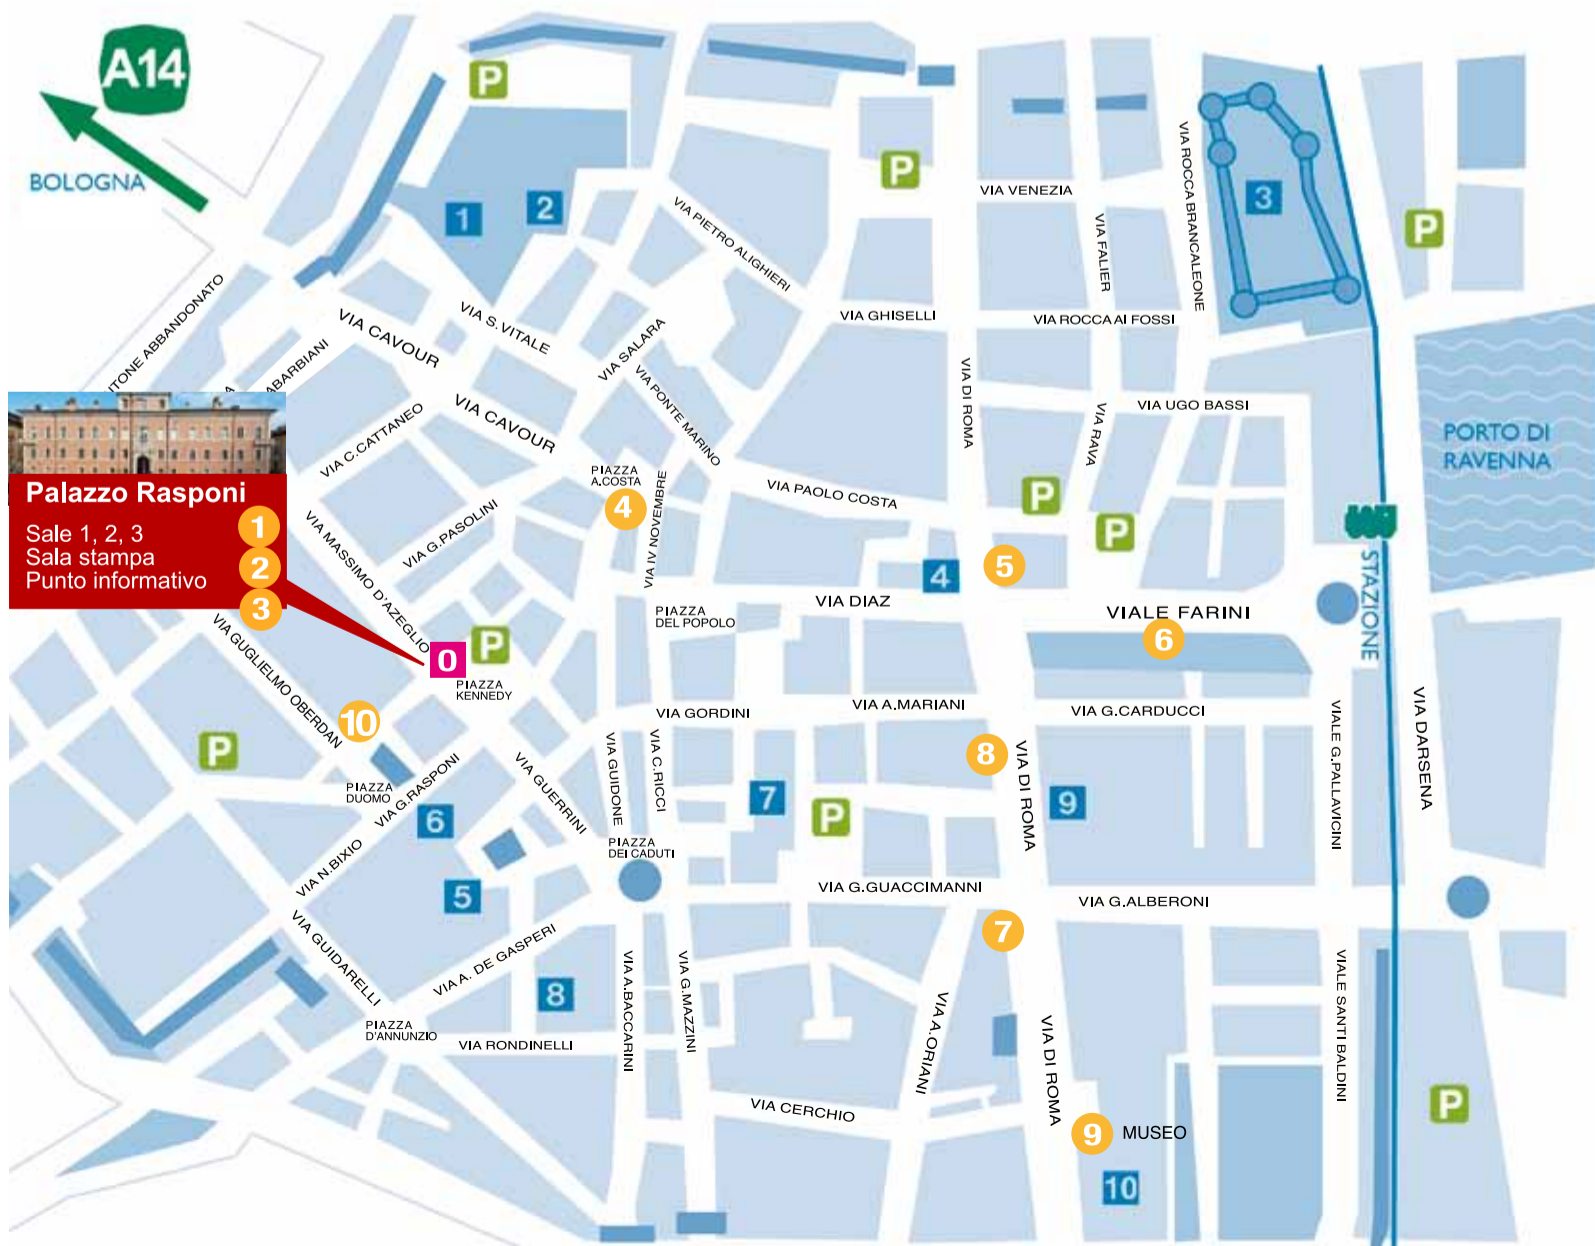 A14
BOLOGNA
P
P
P
1
2
3
VIA VENEZIA
VIA ROCCA BRANCALEONE
VIA FALIER
VIA PIETRO ALIGHIERI
VIA GHISELLI
VIA ROCCA AI FOSSI
VIA S. VITALE
VIA CAVOUR
VIA SALARA
VIA DI ROMA
VIA PONTE MARINO
VIA CAVOUR
VIA C.CATTANEO
VIA UGO BASSI
VIA RAVA
PORTO DI
RAVENNA
Palazzo Rasponi
Sale 1, 2, 3
Sala stampa
Punto informativo
1
2
3
PIAZZA
A.COSTA
4
VIA IV NOVEMBRE
VIA PAOLO COSTA
P
P
VIA MASSIMO D'AZEGLIO
VIA G.PASOLINI
4
5
VIA DIAZ
PIAZZA
DEL POPOLO
VIALE FARINI
6
STAZIONE
VIA GUGLIELMO OBERDAN
0
P
PIAZZA
KENNEDY
10
P
VIA GORDINI
VIA A.MARIANI
VIA G.CARDUCCI
VIALE G.PALLAVICINI
VIA DARSENA
VIA GUIDONE
VIA C.RICCI
VIA GUERRINI
8
VIA DI ROMA
9
7
P
PIAZZA
DUOMO
VIA G.RASPONI
6
VIA N.BIXIO
5
PIAZZA
DEI CADUTI
VIA G.GUACCIMANNI
VIA G.ALBERONI
7
VIA GUIDARELLI
VIA A. DE GASPERI
8
VIA A.BACCARINI
VIA G.MAZZINI
VIA A.ORIANI
VIA DI ROMA
VIALE SANTI BALDINI
PIAZZA
D'ANNUNZIO
VIA RONDINELLI
VIA CERCHIO
9
MUSEO
10
P